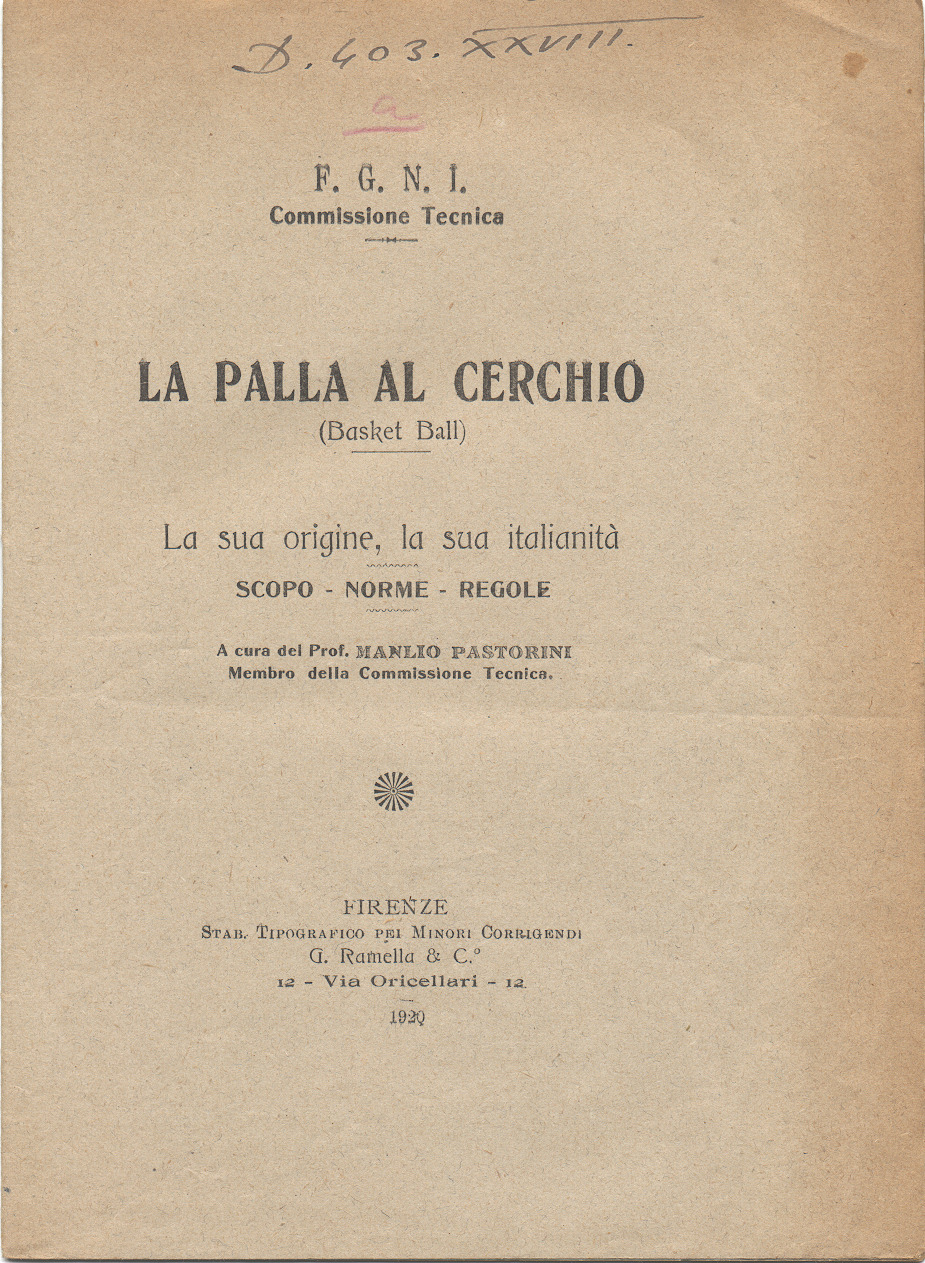 D. 403. XXVIII.
a
F. G. N. I.
Commissione Tecnica
LA PALLA AL CERCHIO
(Basket Ball)
La sua origine, la sua italianità
SCOPO - NORME - REGOLE
A cura del Prof. MANLIO PASTORINI
Membro della Commissione Tecnica.
FIRENZE
STAB. TIPOGRAFICO PEI MINORI CORRIGENDI
G. Ramella & C.º
12 - Via Oricellari - 12
1920